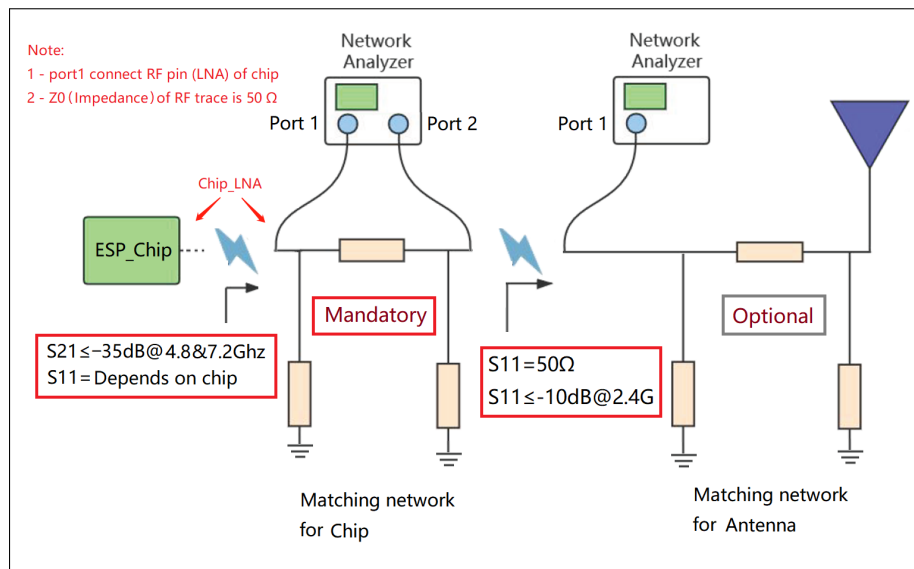 Note:
1 - port1 connect RF pin (LNA) of chip
2 - Z0(Impedance) of RF trace is 50 Ω
Network
Analyzer
Port 1
Port 2
Network
Analyzer
Port 1
Chip_LNA
ESP_Chip
Mandatory
Optional
S21≤-35dB@4.8&7.2Ghz
S11=Depends on chip
S11=50Ω
S11≤-10dB@2.4G
Matching network
for Chip
Matching network
for Antenna